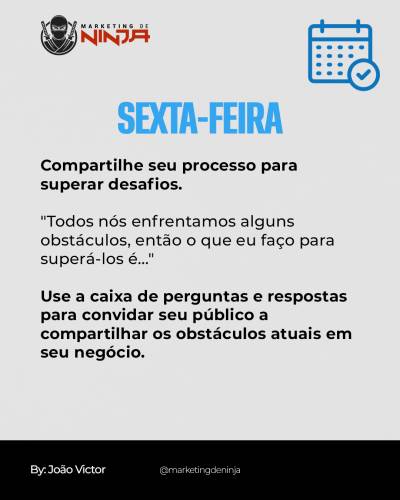 MARKETING DE
NINJA
SEXTA-FEIRA
Compartilhe seu processo para
superar desafios.
"Todos nós enfrentamos alguns
obstáculos, então o que eu faço para
superá-los é..."
Use a caixa de perguntas e respostas
para convidar seu público a
compartilhar os obstáculos atuais em
seu negócio.
By: João Victor
@marketingdeninja